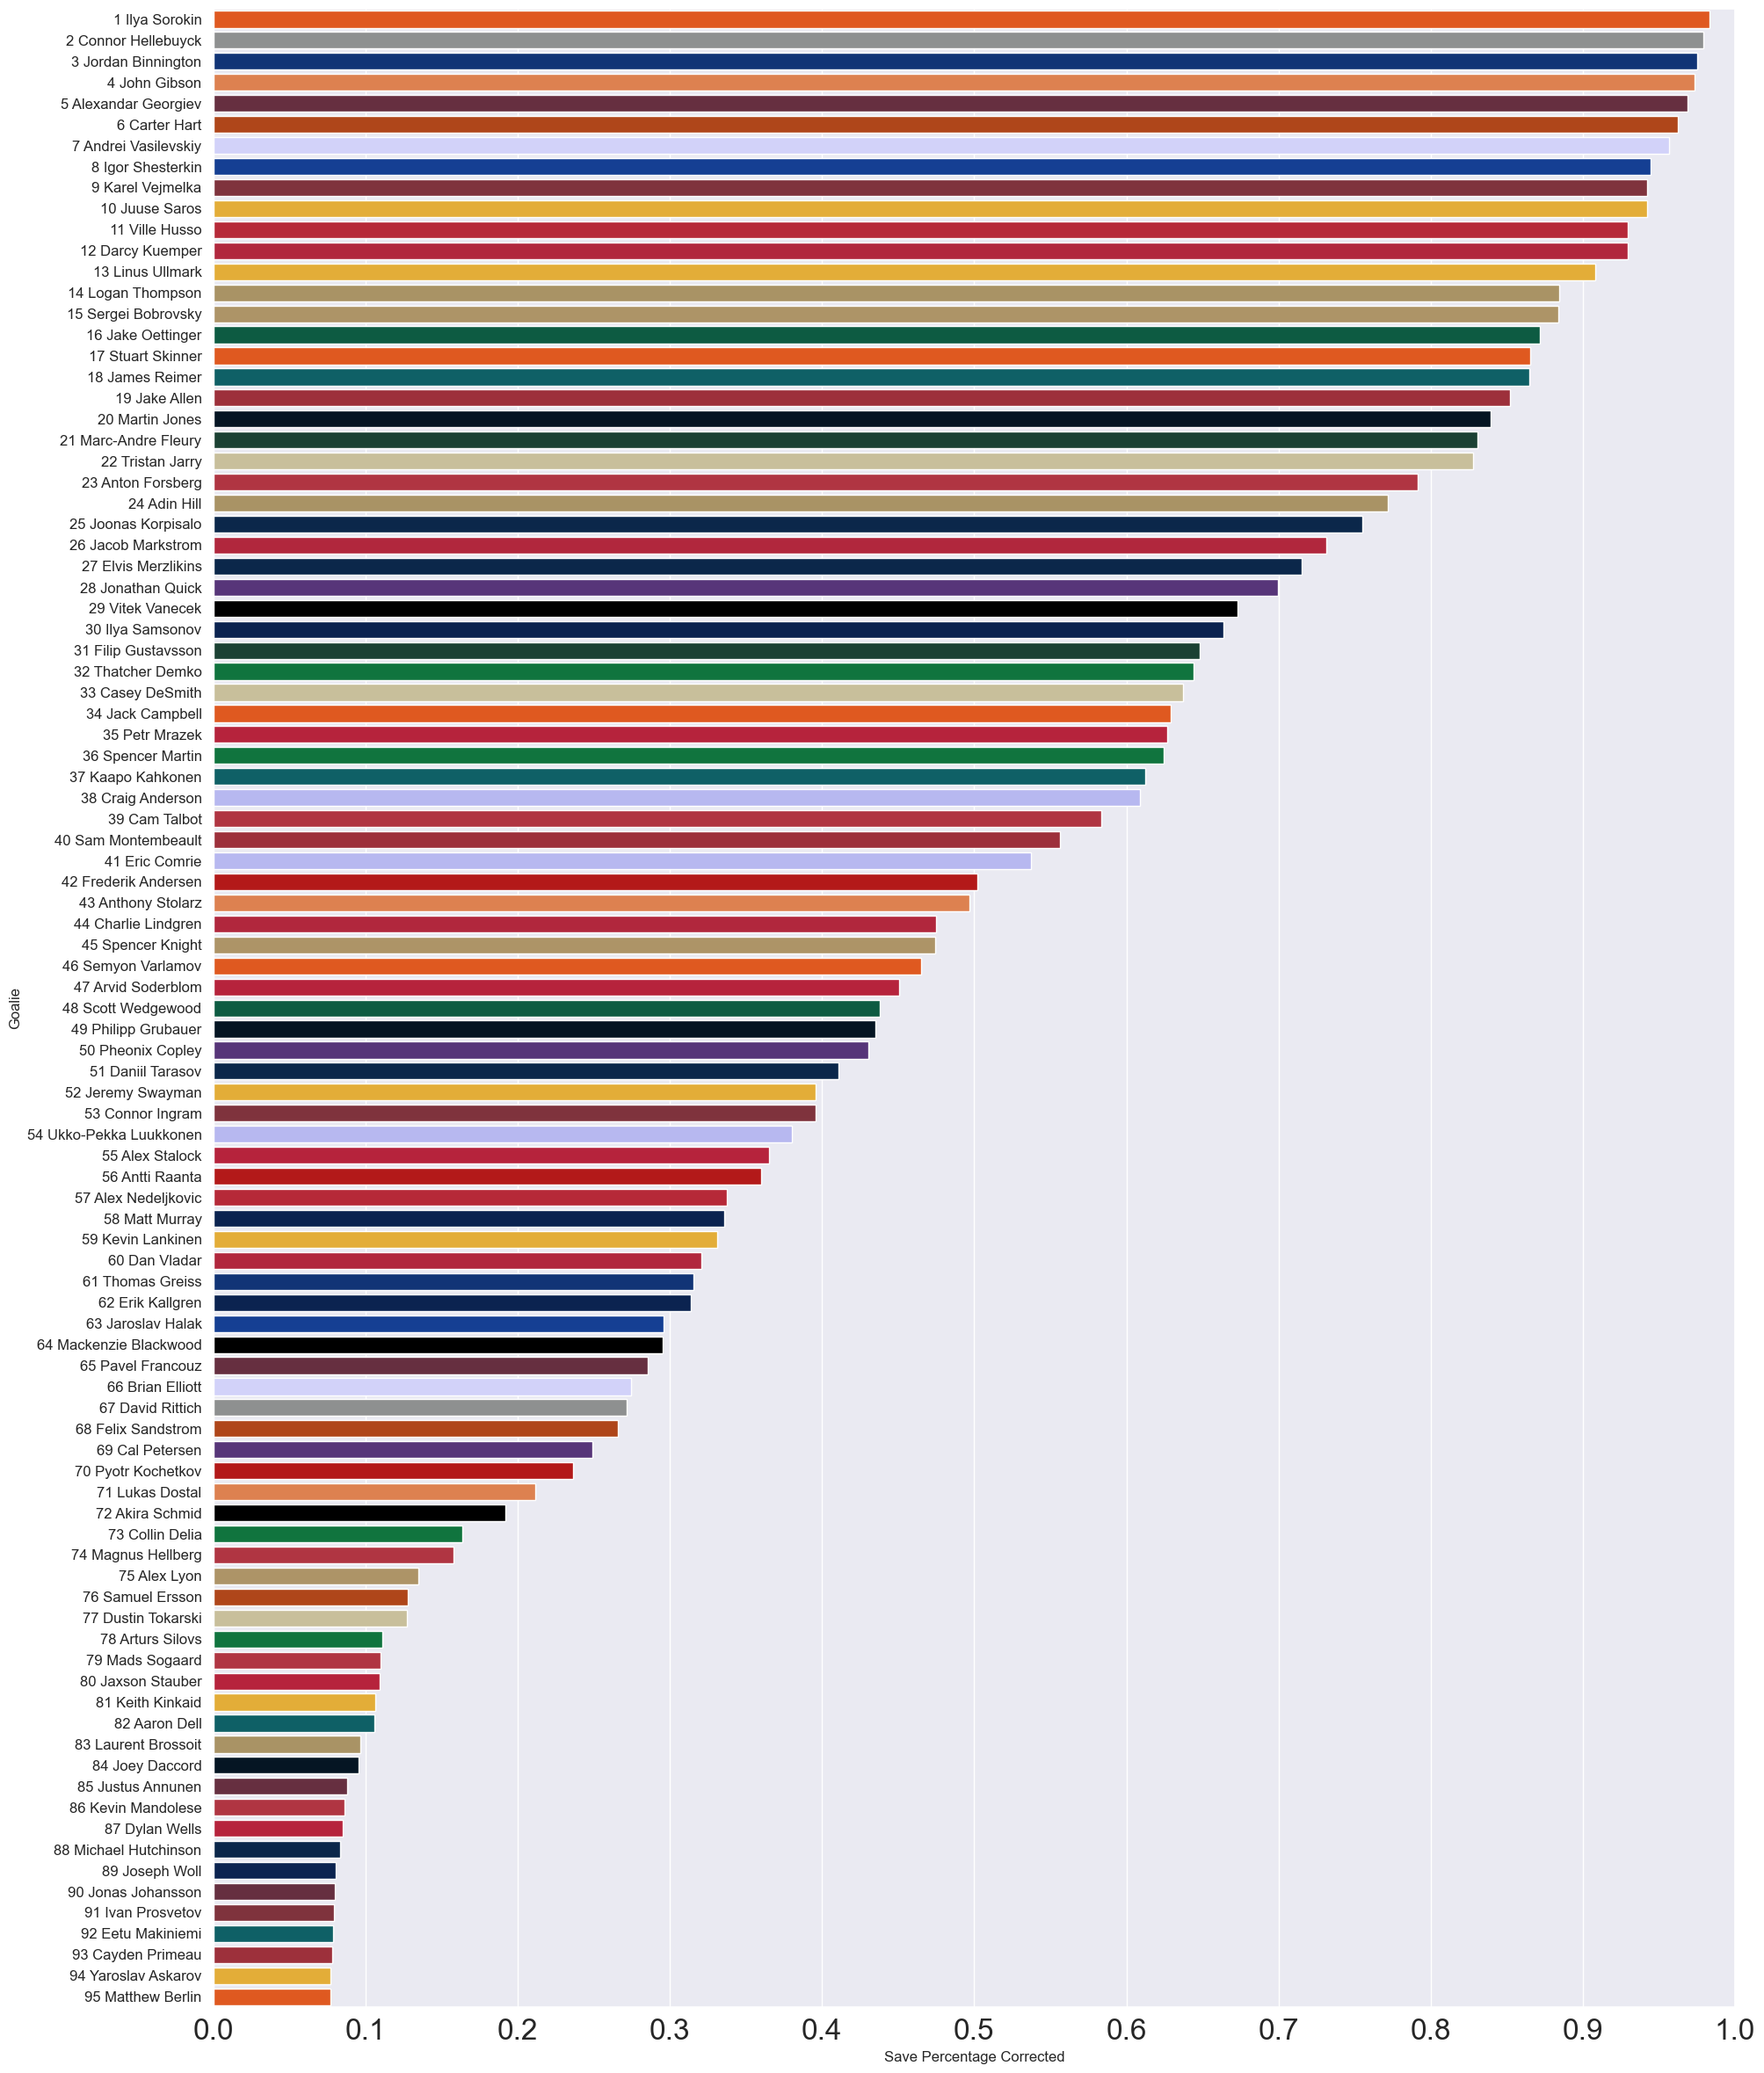 1 Ilya Sorokin
2 Connor Hellebuyck
3 Jordan Binnington
4 John Gibson
5 Alexandar Georgiev
6 Carter Hart
7 Andrei Vasilevskiy
8 Igor Shesterkin
9 Karel Vejmelka
10 Juuse Saros
11 Ville Husso
12 Darcy Kuemper
13 Linus Ullmark
14 Logan Thompson
15 Sergei Bobrovsky
16 Jake Oettinger
17 Stuart Skinner
18 James Reimer
19 Jake Allen
20 Martin Jones
21 Marc-Andre Fleury
22 Tristan Jarry
23 Anton Forsberg
24 Adin Hill
25 Joonas Korpisalo
26 Jacob Markstrom
27 Elvis Merzlikins
28 Jonathan Quick
29 Vitek Vanecek
30 Ilya Samsonov
31 Filip Gustavsson
32 Thatcher Demko
33 Casey DeSmith
34 Jack Campbell
35 Petr Mrazek
36 Spencer Martin
37 Kaapo Kahkonen
38 Craig Anderson
39 Cam Talbot
40 Sam Montembeault
41 Eric Comrie
42 Frederik Andersen
43 Anthony Stolarz
44 Charlie Lindgren
45 Spencer Knight
46 Semyon Varlamov
47 Arvid Soderblom
48 Scott Wedgewood
49 Philipp Grubauer
50 Pheonix Copley
51 Daniil Tarasov
52 Jeremy Swayman
53 Connor Ingram
54 Ukko-Pekka Luukkonen
55 Alex Stalock
56 Antti Raanta
57 Alex Nedeljkovic
58 Matt Murray
59 Kevin Lankinen
60 Dan Vladar
61 Thomas Greiss
62 Erik Kallgren
63 Jaroslav Halak
64 Mackenzie Blackwood
65 Pavel Francouz
66 Brian Elliott
67 David Rittich
68 Felix Sandstrom
69 Cal Petersen
70 Pyotr Kochetkov
71 Lukas Dostal
72 Akira Schmid
73 Collin Delia
74 Magnus Hellberg
75 Alex Lyon
76 Samuel Ersson
77 Dustin Tokarski
78 Arturs Silovs
79 Mads Sogaard
80 Jaxson Stauber
81 Keith Kinkaid
82 Aaron Dell
83 Laurent Brossoit
84 Joey Daccord
85 Justus Annunen
86 Kevin Mandolese
87 Dylan Wells
88 Michael Hutchinson
89 Joseph Woll
90 Jonas Johansson
91 Ivan Prosvetov
92 Eetu Makiniemi
93 Cayden Primeau
94 Yaroslav Askarov
95 Matthew Berlin
Goalie
0.0 0.1 0.2 0.3 0.4 0.5 0.6 0.7 0.8 0.9 1.0
Save Percentage Corrected